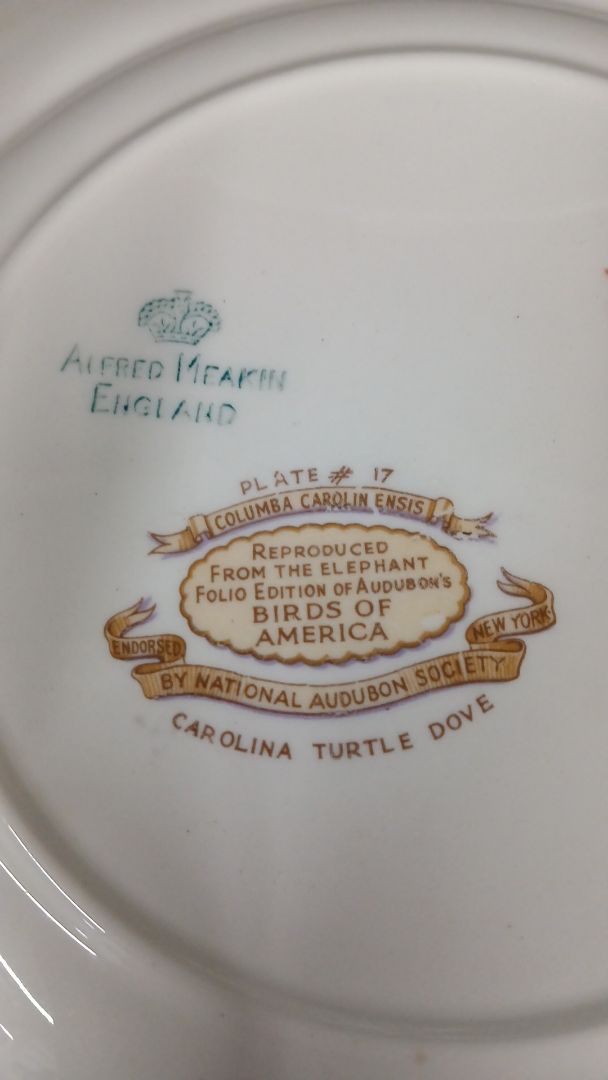 ALFRED MEAKIN
ENGLAND
PLATE # 17
COLUMBA CAROLIN ENSIS
REPRODUCED
FROM THE ELEPHANT
FOLIO EDITION OF AUDUBON'S
BIRDS OF
AMERICA
ENDORSED
BY NATIONAL AUDUBON SOCIETY
NEW YORK
CAROLINA TURTLE DOVE